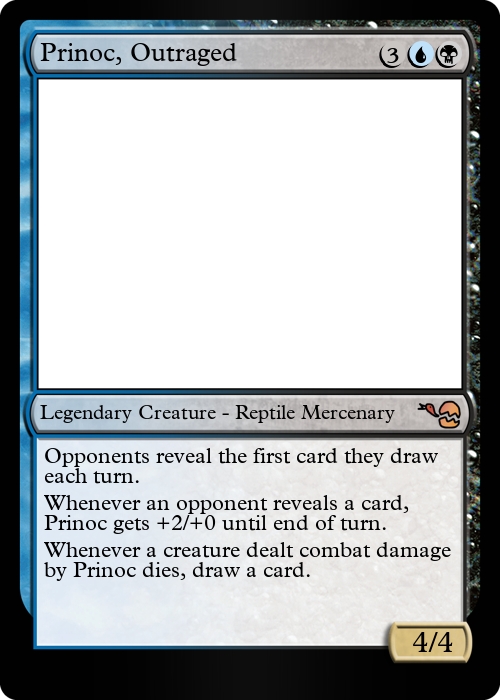 Prinoc, Outraged 3
Legendary Creature - Reptile Mercenary
Opponents reveal the first card they draw
each turn.
Whenever an opponent reveals a card,
Prinoc gets +2/+0 until end of turn.
Whenever a creature dealt combat damage
by Prinoc dies, draw a card.
4/4